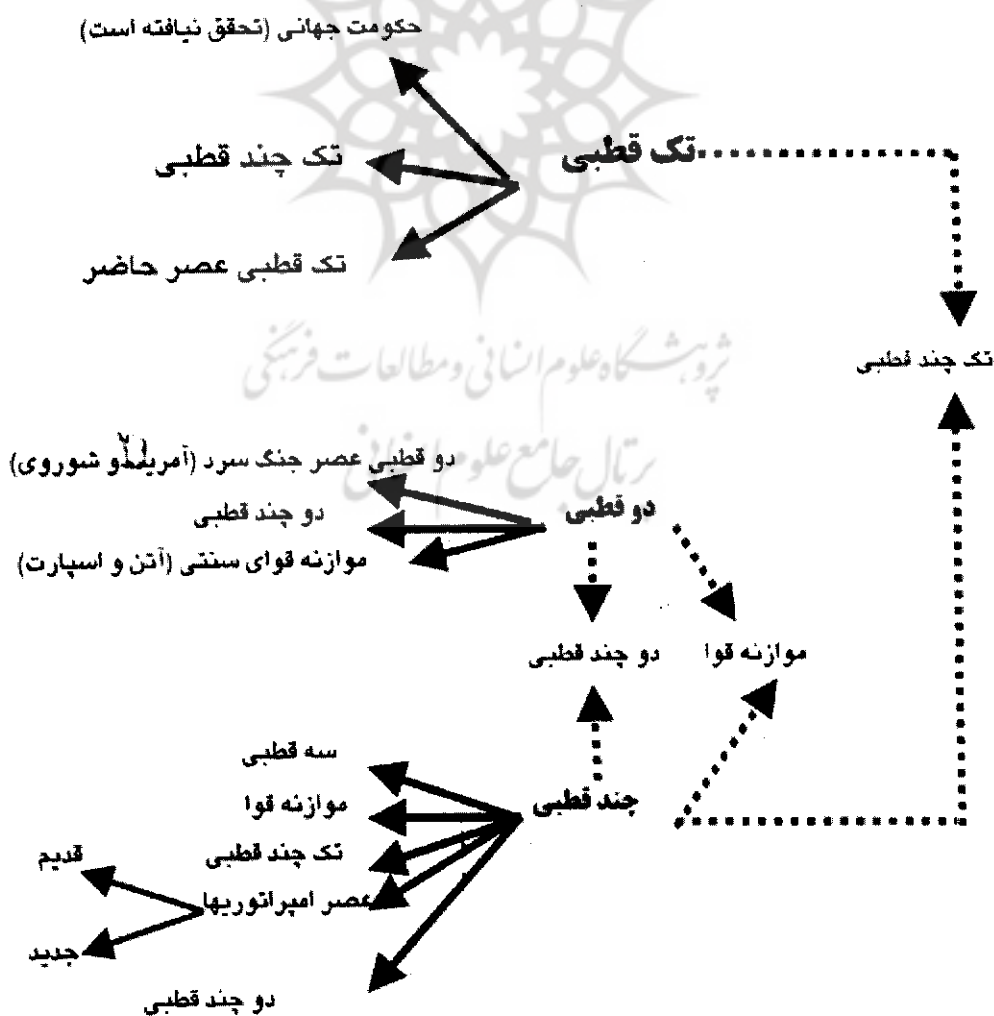 حکومت جهانی (تحقق نیافته است)
تک قطبی
تک چند قطبی
تک قطبی عصر حاضر
تک چند قطبی
پژوهشگاه علوم انسانی و مطالعات فرهنگی
پرتال جامع علوم انسانی
دو قطبی عصر جنگ سرد (آمریکا و شوروی)
دو قطبی
دو چند قطبی
موازنه قوای سنتی (آتن و اسپارت)
موازنه قوا
دو چند قطبی
سه قطبی
چند قطبی
موازنه قوا
تک چند قطبی
عصر امپراتوریها
قدیم
جدید
دو چند قطبی